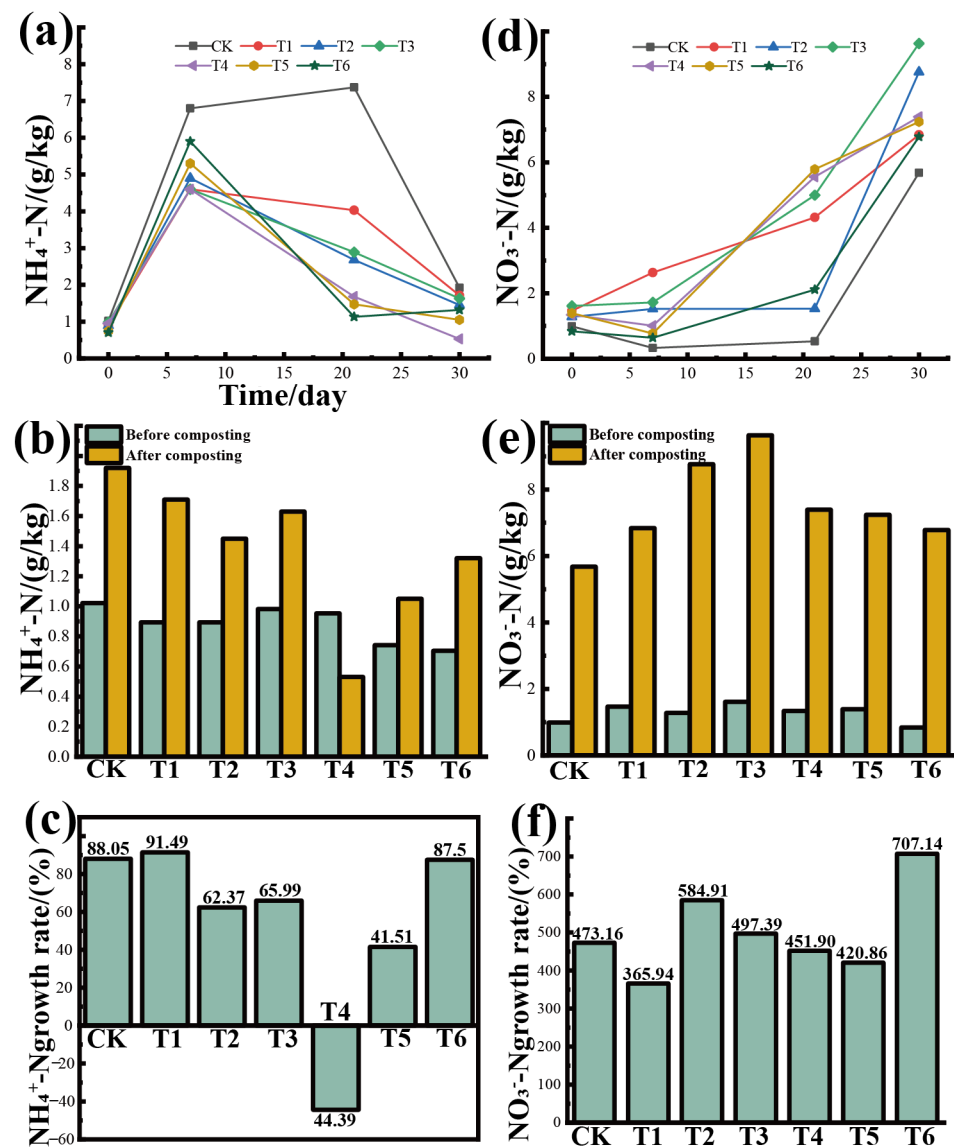 (a)
CK T1 T2 T3
T4 T5 T6
NH₄⁺-N/(g/kg)
8
7
6
5
4
3
2
1
0
0 5 10 15 20 25 30
Time/day
(d)
CK T1 T2 T3
T4 T5 T6
NO₃⁻-N/(g/kg)
8
6
4
2
0
0 5 10 15 20 25 30
(b)
Before composting
After composting
NH₄⁺-N/(g/kg)
1.8
1.6
1.4
1.2
1.0
0.8
0.6
0.4
0.2
0.0
CK T1 T2 T3 T4 T5 T6
(e)
Before composting
After composting
NO₃⁻-N/(g/kg)
8
6
4
2
0
CK T1 T2 T3 T4 T5 T6
(c)
NH₄⁺-Ngrowth rate/(%)
80
60
40
20
0
−20
−40
−60
88.05 91.49 62.37 65.99 44.39 41.51 87.5
CK T1 T2 T3 T4 T5 T6
(f)
NO₃⁻-Ngrowth rate/(%)
700
600
500
400
300
200
100
0
473.16 365.94 584.91 497.39 451.90 420.86 707.14
CK T1 T2 T3 T4 T5 T6